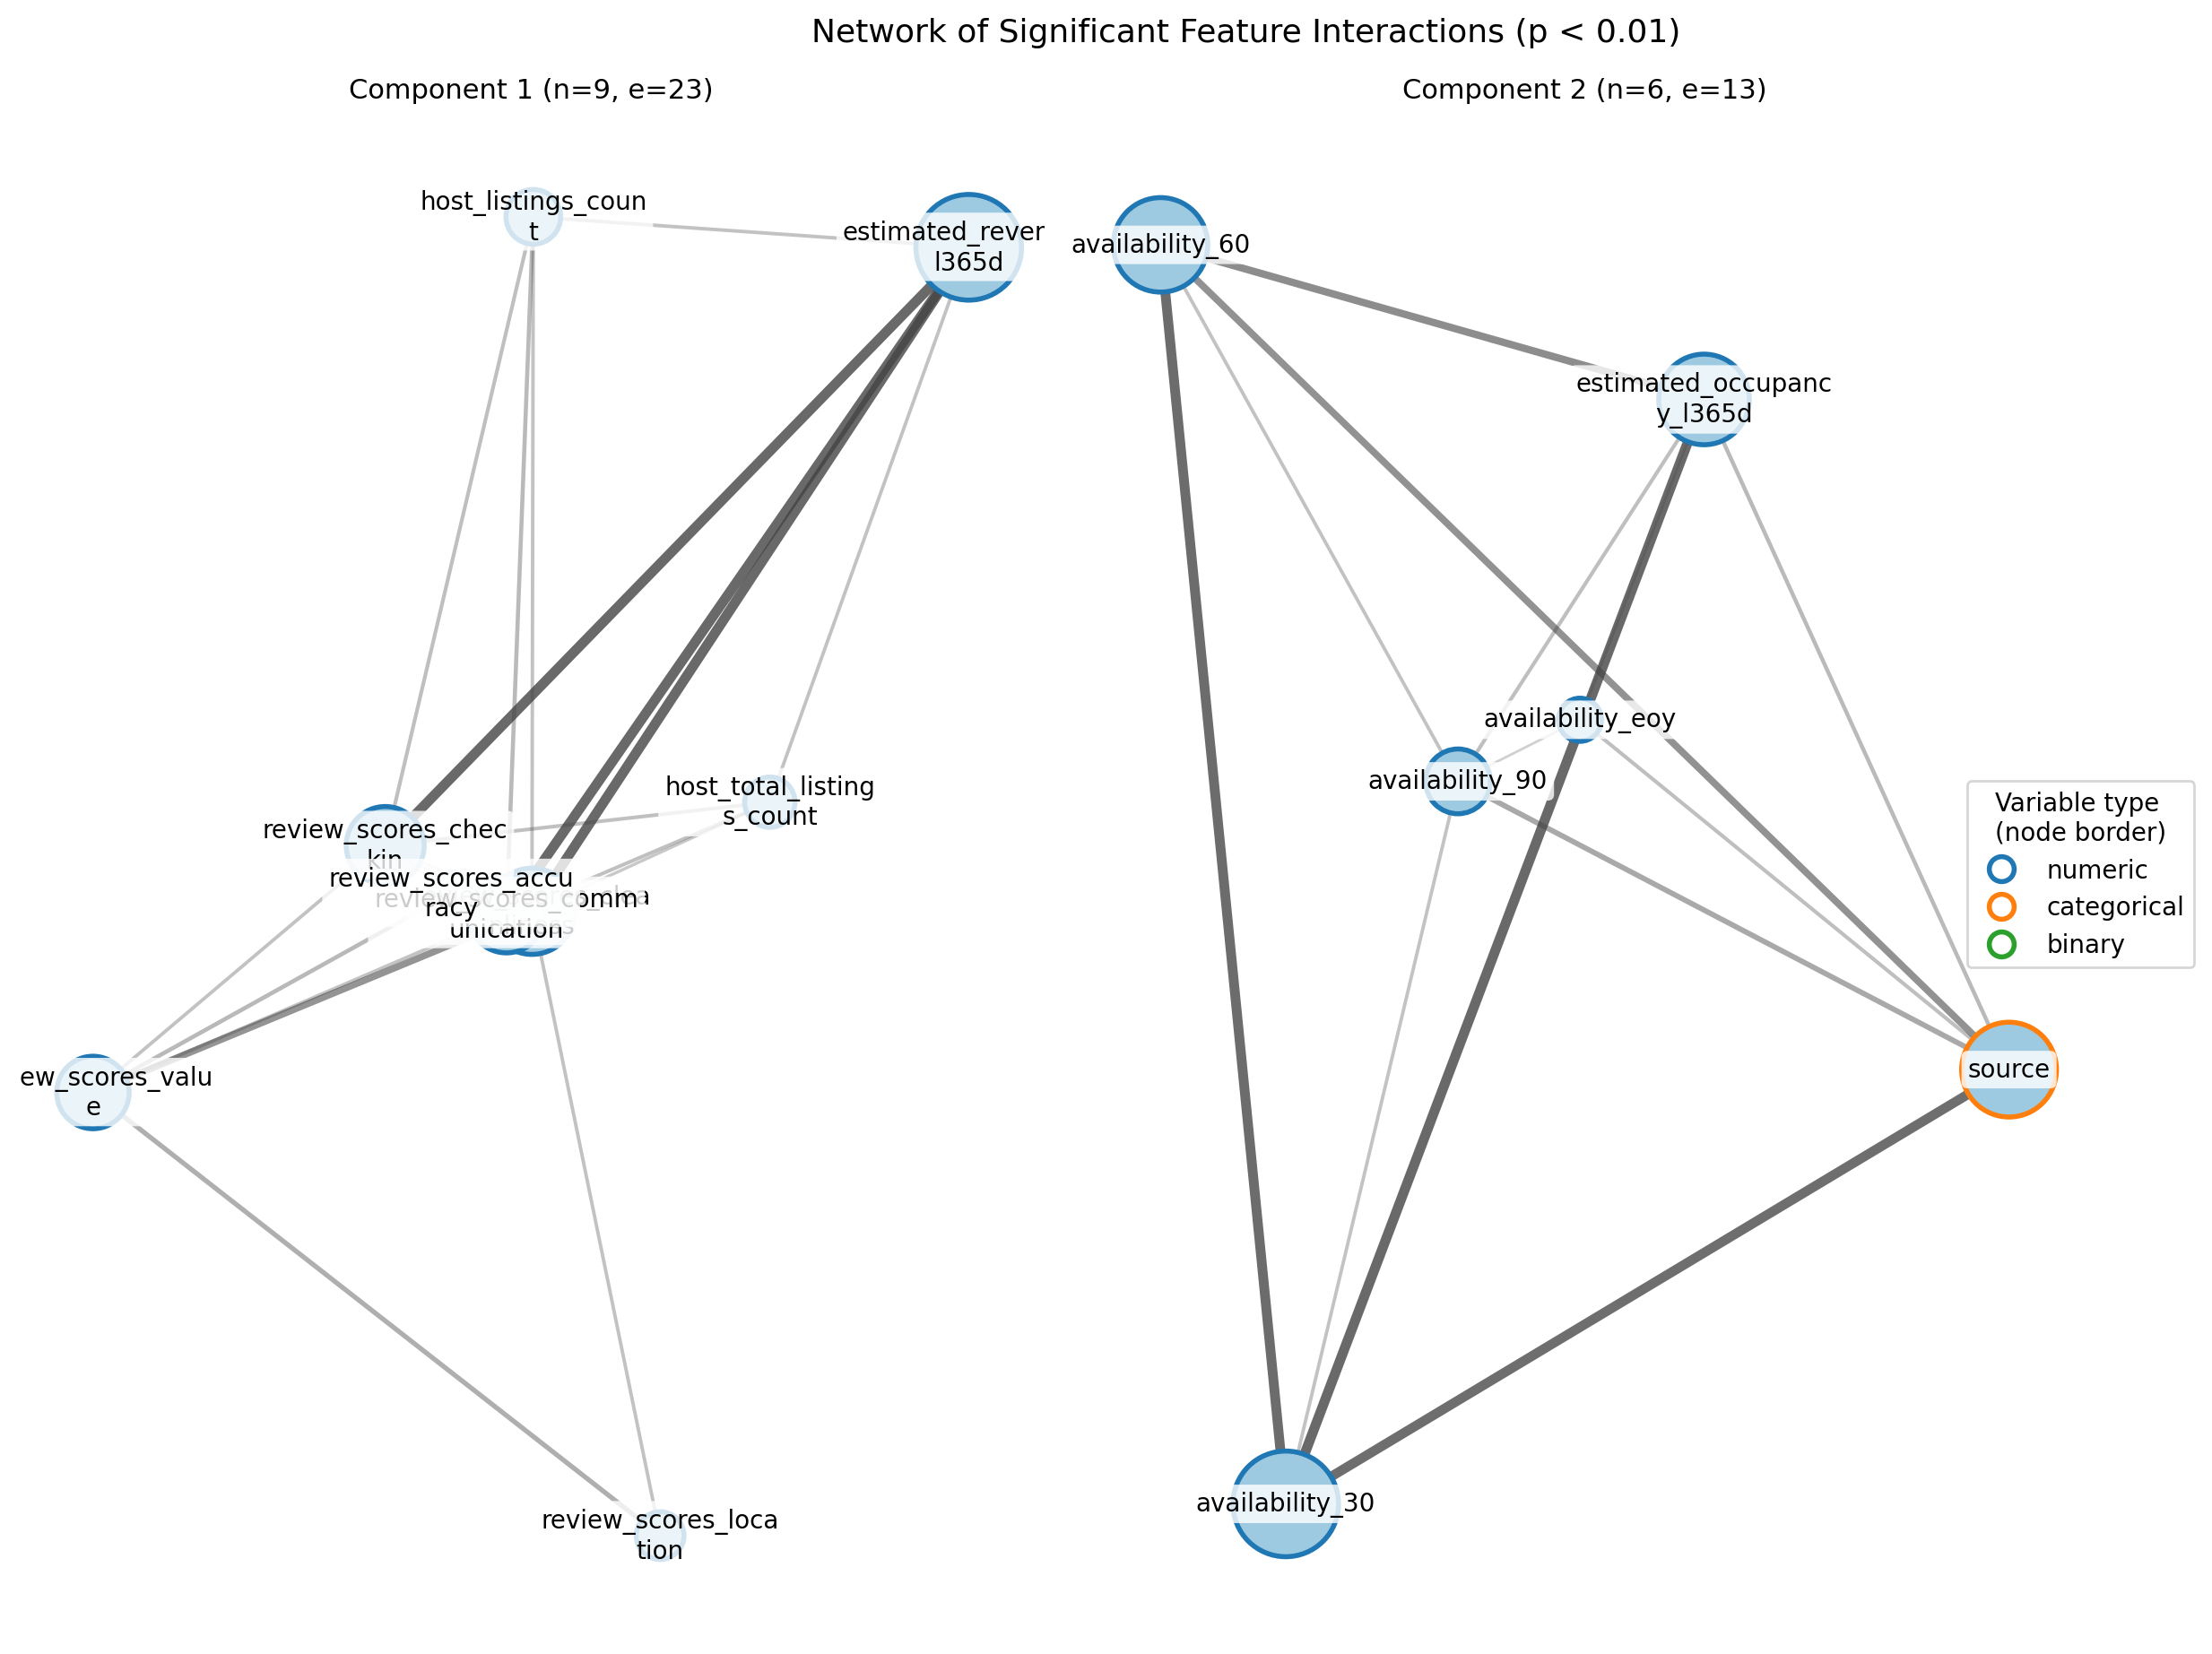 Network of Significant Feature Interactions (p < 0.01)
Component 1 (n=9, e=23)
Component 2 (n=6, e=13)
host_listings_coun
t
estimated_rever
l365d
availability_60
estimated_occupanc
y_l365d
availability_eoy
availability_90
host_total_listing
s_count
review_scores_chec
kin
review_scores_accu
racy
review_scores_comm
unication
Variable type
(node border)
numeric
categorical
binary
source
ew_scores_valu
e
availability_30
review_scores_loca
tion